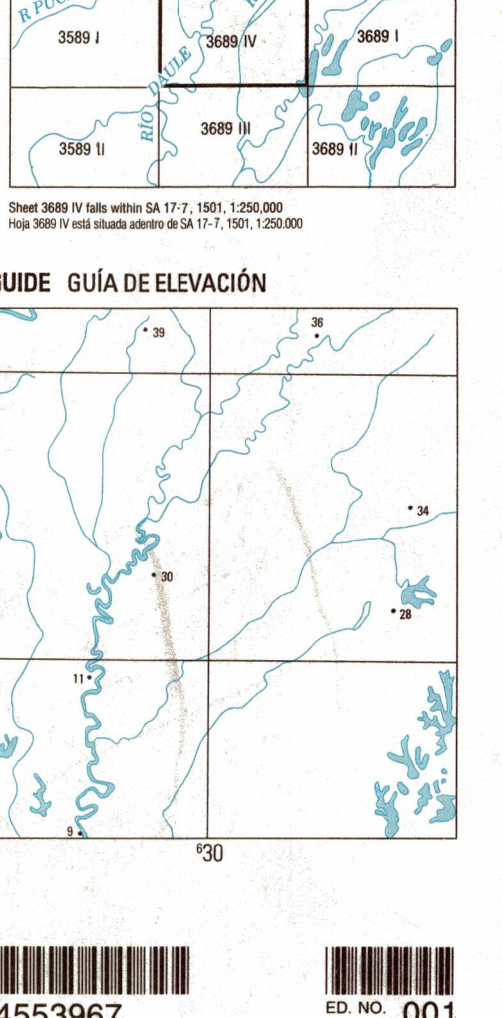 3589 I
3689 IV
3689 I
RÍO DAULE
3589 II
3689 III
3689 II
Sheet 3689 IV falls within SA 17-7, 1501, 1:250,000
Hoja 3689 IV está situada adentro de SA 17-7, 1501, 1:250.000
GUÍA DE ELEVACIÓN
39
36
34
30
28
11
9
⁶30
4553967
ED. NO. 001